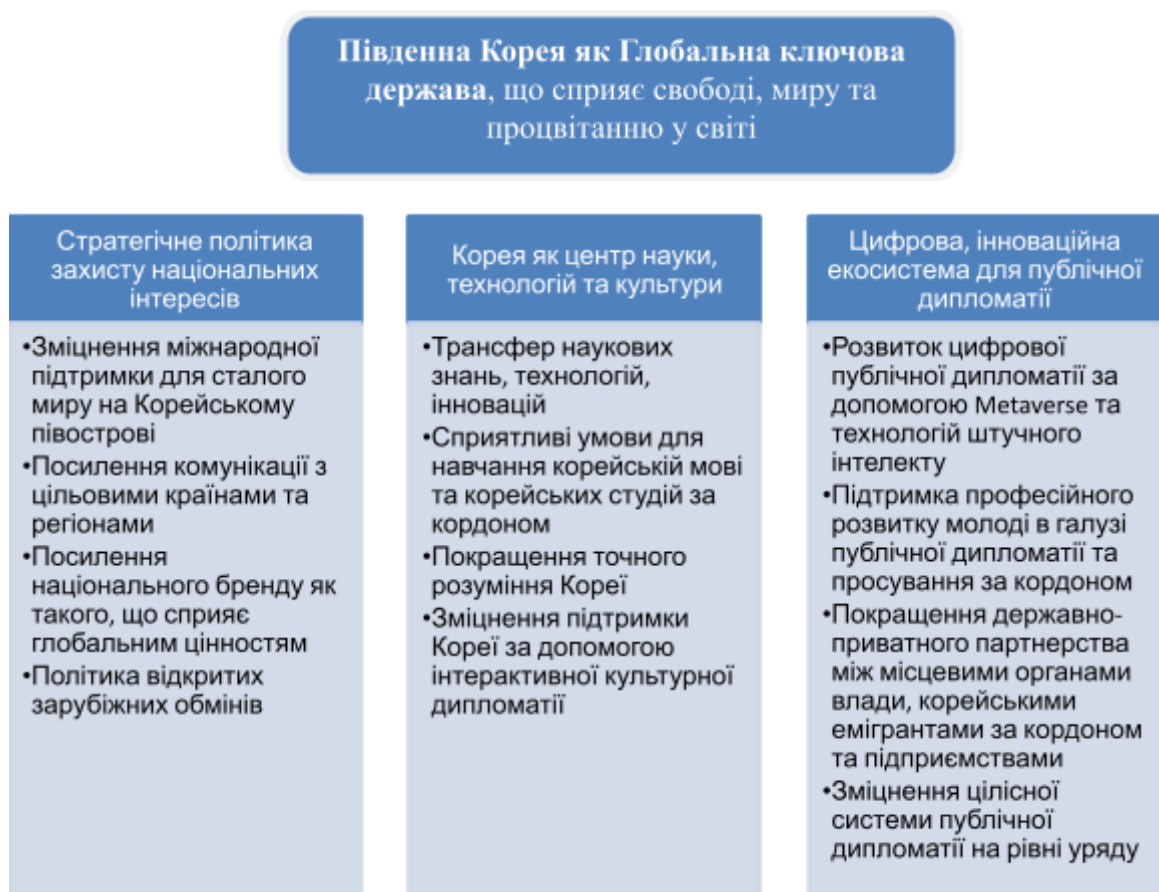 Південна Корея як Глобальна ключова
держава, що сприяє свободі, миру та
процвітанню у світі
Стратегічне політика
захисту національних
інтересів
•Зміцнення міжнародної
підтримки для сталого
миру на Корейському
півострові
•Посилення комунікації з
цільовими країнами та
регіонами
•Посилення
національного бренду як
такого, що сприяє
глобальним цінностям
•Політика відкритих
зарубіжних обмінів
Корея як центр науки,
технологій та культури
•Трансфер наукових
знань, технологій,
інновацій
•Сприятливі умови для
навчання корейській мові
та корейських студій за
кордоном
•Покращення точного
розуміння Кореї
•Зміцнення підтримки
Кореї за допомогою
інтерактивної культурної
дипломатії
Цифрова, інноваційна
екосистема для публічної
дипломатії
•Розвиток цифрової
публічної дипломатії за
допомогою Metaverse та
технологій штучного
інтелекту
•Підтримка професійного
розвитку молоді в галузі
публічної дипломатії та
просування за кордоном
•Покращення державно-
приватного партнерства
між місцевими органами
влади, корейськими
емігрантами за кордоном
та підприємствами
•Зміцнення цілісної
системи публічної
дипломатії на рівні уряду